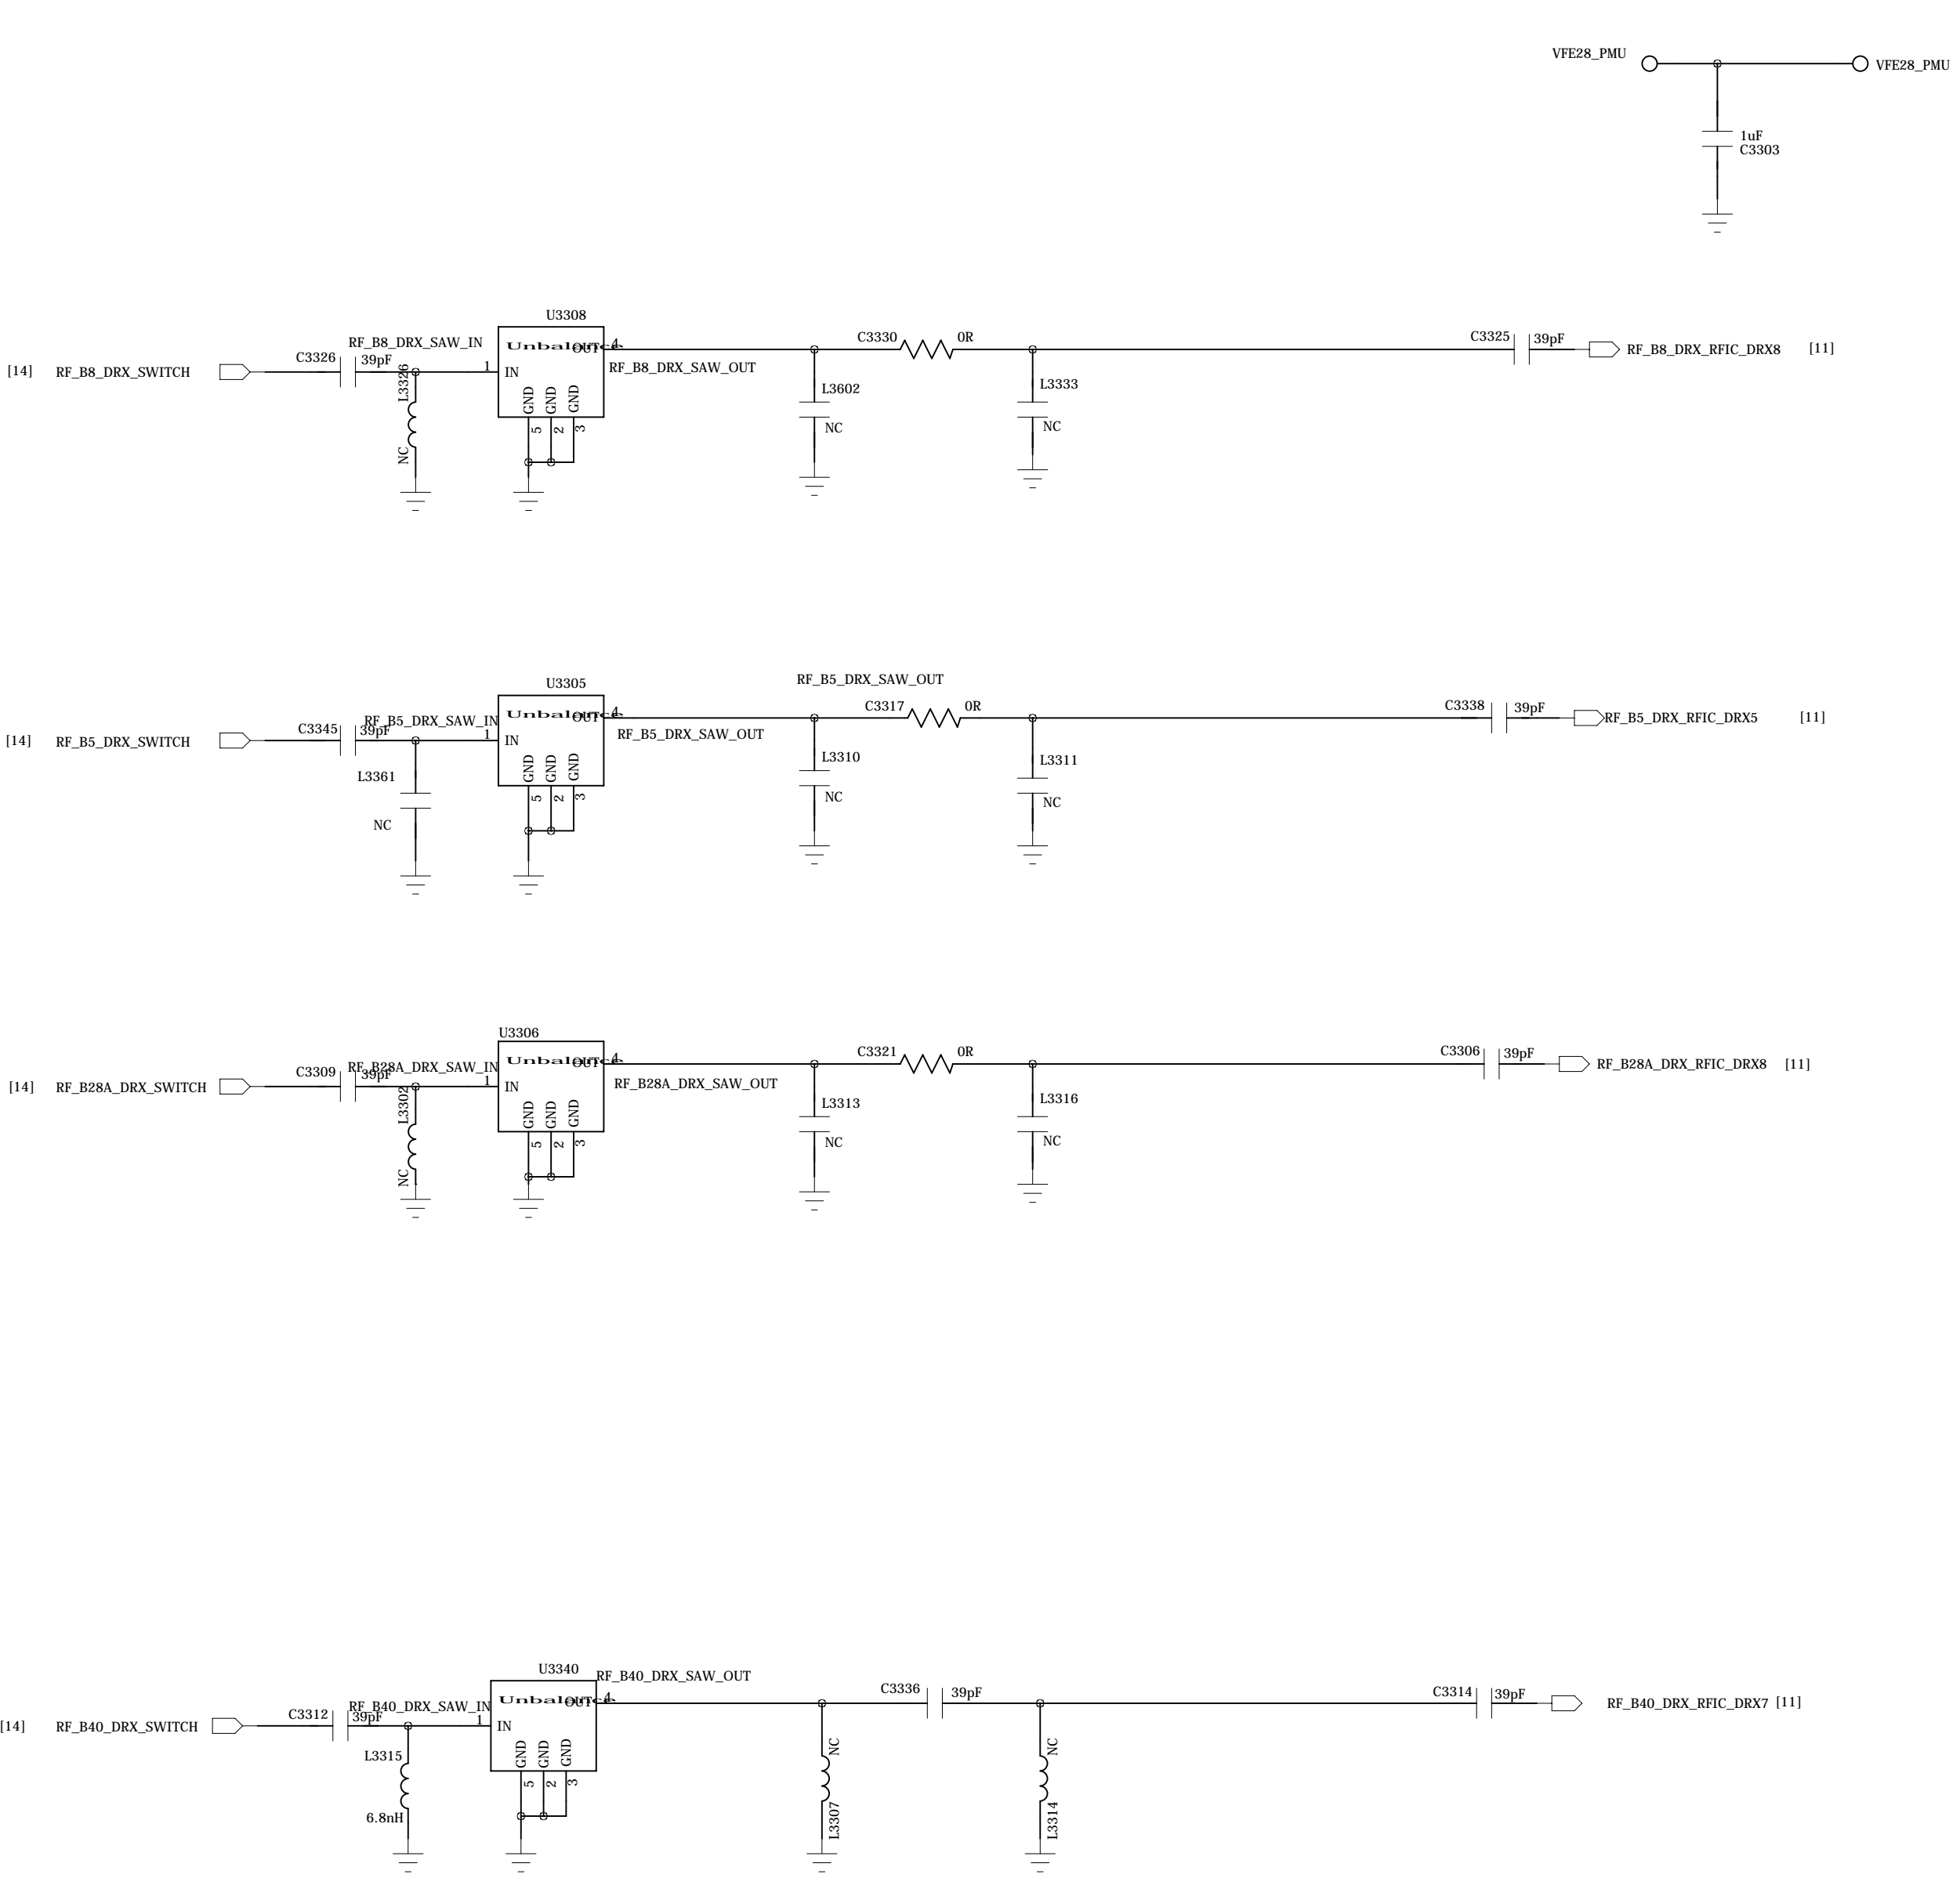 VFE28_PMU
VFE28_PMU
1uF
C3303
U3308
RF_B8_DRX_SAW_IN
C3326
39pF
[14]
RF_B8_DRX_SWITCH
L3326
NC
1
IN
OUT
4
GND
GND
GND
5
2
3
RF_B8_DRX_SAW_OUT
C3330
0R
L3602
NC
L3333
NC
C3325
39pF
RF_B8_DRX_RFIC_DRX8
[11]
U3305
RF_B5_DRX_SAW_IN
C3345
39pF
[14]
RF_B5_DRX_SWITCH
L3361
NC
1
IN
OUT
4
GND
GND
GND
5
2
3
RF_B5_DRX_SAW_OUT
RF_B5_DRX_SAW_OUT
C3317
0R
L3310
NC
L3311
NC
C3338
39pF
RF_B5_DRX_RFIC_DRX5
[11]
U3306
RF_B28A_DRX_SAW_IN
C3309
39pF
[14]
RF_B28A_DRX_SWITCH
L3302
NC
1
IN
OUT
4
GND
GND
GND
5
2
3
RF_B28A_DRX_SAW_OUT
C3321
0R
L3313
NC
L3316
NC
C3306
39pF
RF_B28A_DRX_RFIC_DRX8
[11]
U3340
RF_B40_DRX_SAW_OUT
RF_B40_DRX_SAW_IN
C3312
39pF
[14]
RF_B40_DRX_SWITCH
L3315
6.8nH
1
IN
OUT
4
GND
GND
GND
5
2
3
C3336
39pF
NC
L3307
NC
L3314
C3314
39pF
RF_B40_DRX_RFIC_DRX7
[11]